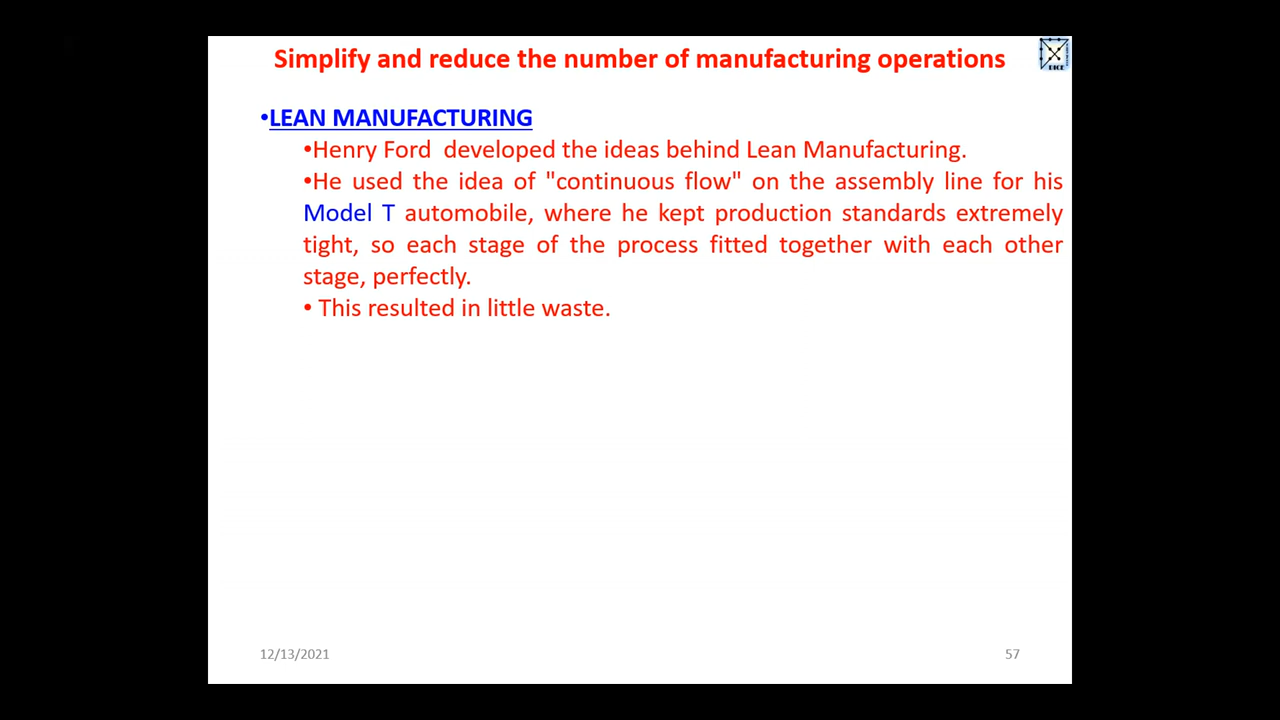 Simplify and reduce the number of manufacturing operations
•LEAN MANUFACTURING
•Henry Ford  developed the ideas behind Lean Manufacturing.
•He used the idea of "continuous flow" on the assembly line for his
Model T automobile, where he kept production standards extremely
tight, so each stage of the process fitted together with each other
stage, perfectly.
• This resulted in little waste.
12/13/2021
57